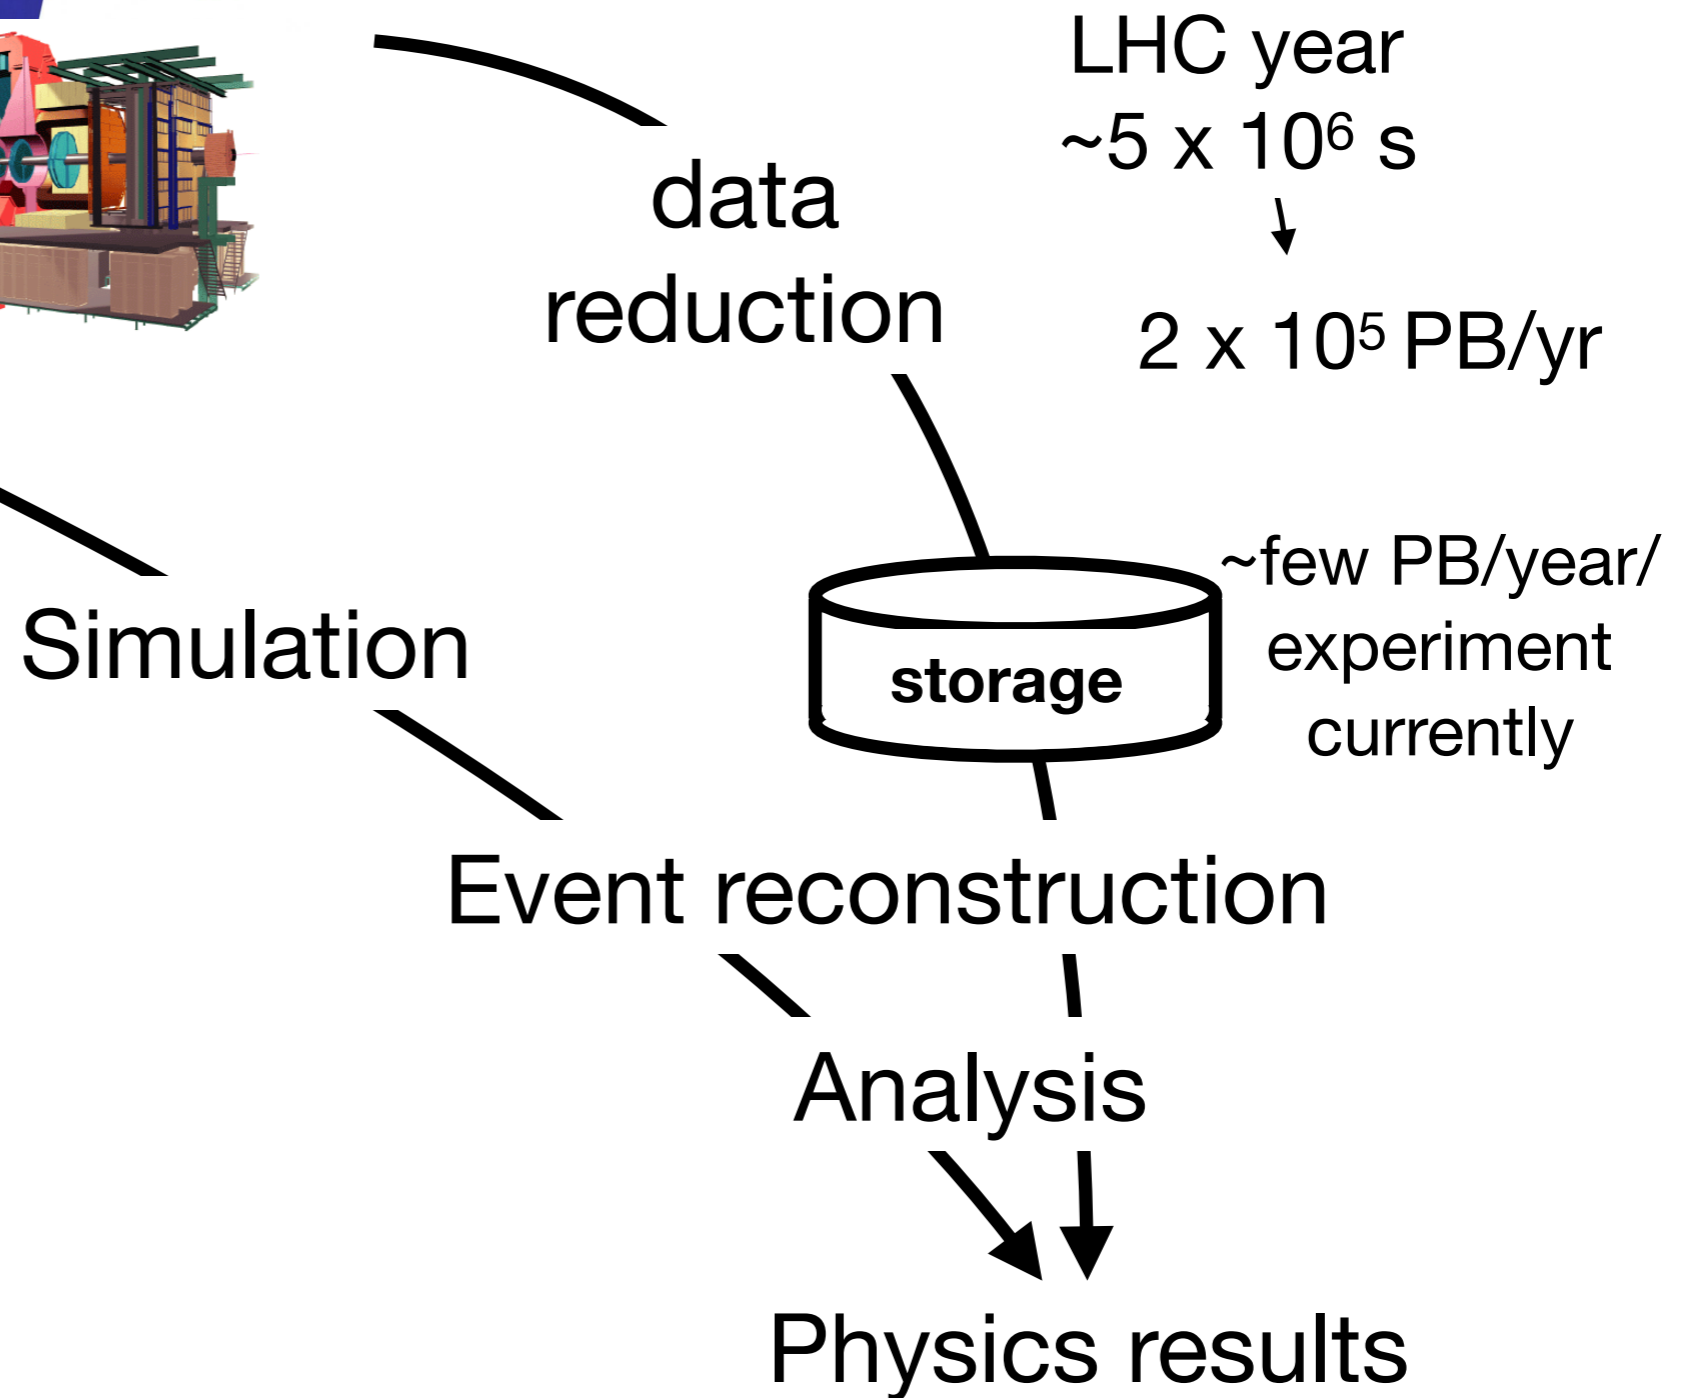 LHC year
~5 x 10⁶ s
data
reduction
2 x 10⁵ PB/yr
~few PB/year/
experiment
currently
storage
Simulation
Event reconstruction
Analysis
Physics results